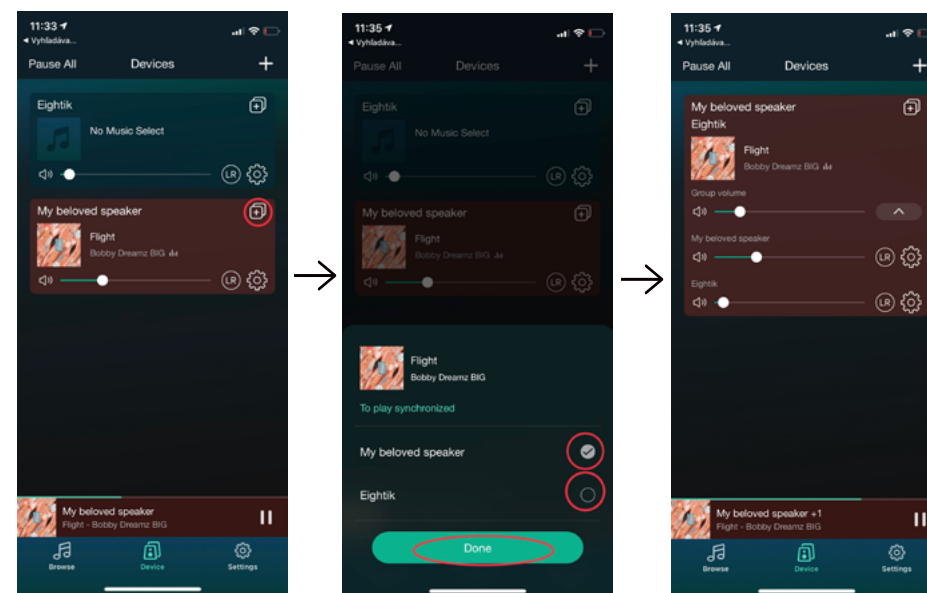 11:33
◀ Vyhľadáva...
Pause All Devices +
Eightik
No Music Select
LR
My beloved speaker
Flight
Bobby Dreamz BIG
LR
My beloved speaker
Flight - Bobby Dreamz BIG
Browse Device Settings
11:35
◀ Vyhľadáva...
Pause All Devices +
Eightik
No Music Select
LR
My beloved speaker
Flight
Bobby Dreamz BIG
LR
Flight
Bobby Dreamz BIG
To play synchronized
My beloved speaker
Eightik
Done
11:35
◀ Vyhľadáva...
Pause All Devices +
My beloved speaker
Eightik
Flight
Bobby Dreamz BIG
Group volume
My beloved speaker
LR
Eightik
LR
My beloved speaker +1
Flight - Bobby Dreamz BIG
Browse Device Settings